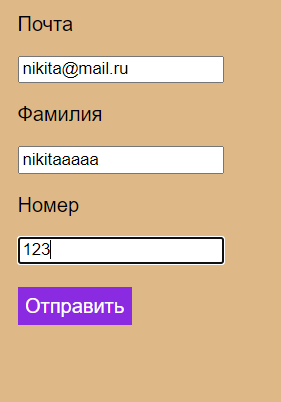 Почта
nikita@mail.ru
Фамилия
nikitaaaaa
Номер
123
Отправить